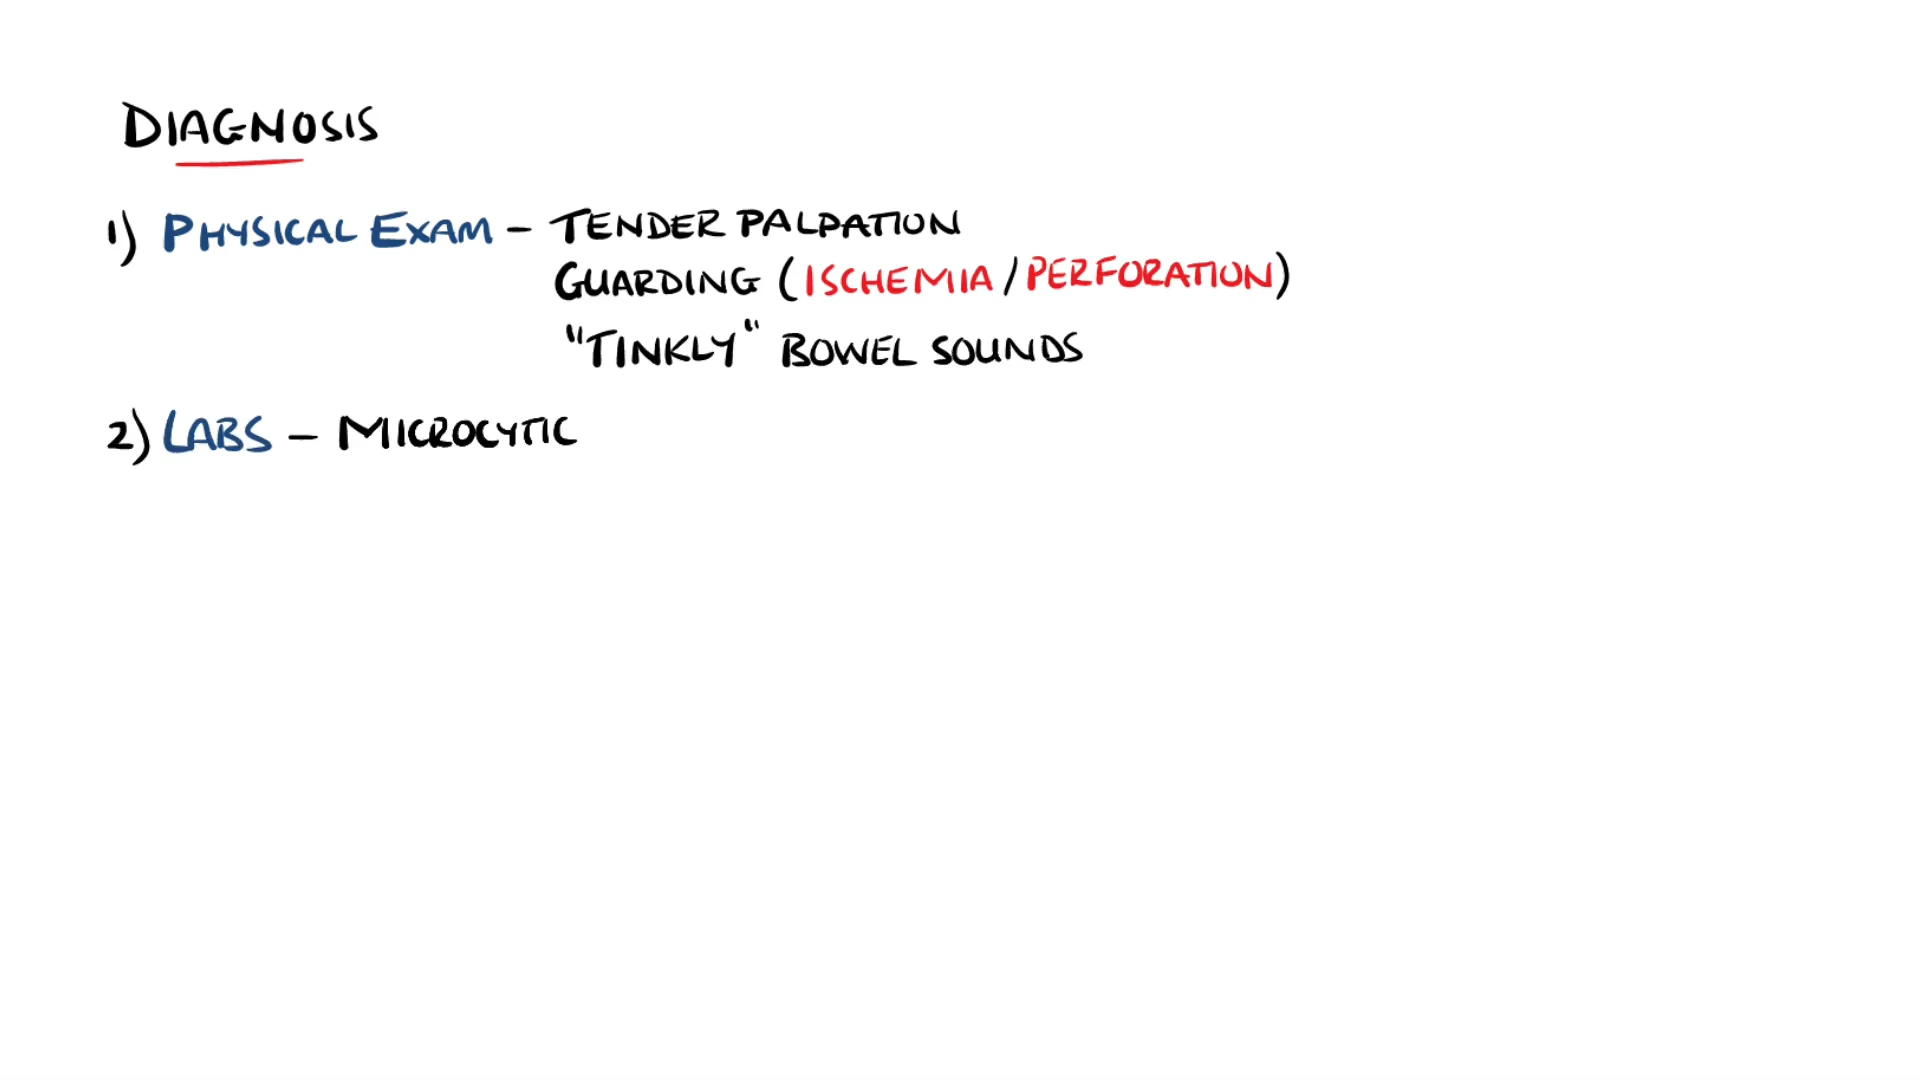 DIAGNOSIS
1) PHYSICAL EXAM - TENDER PALPATION
GUARDING (ISCHEMIA/PERFORATION)
"TINKLY" BOWEL SOUNDS
2) LABS - MICROCYTIC